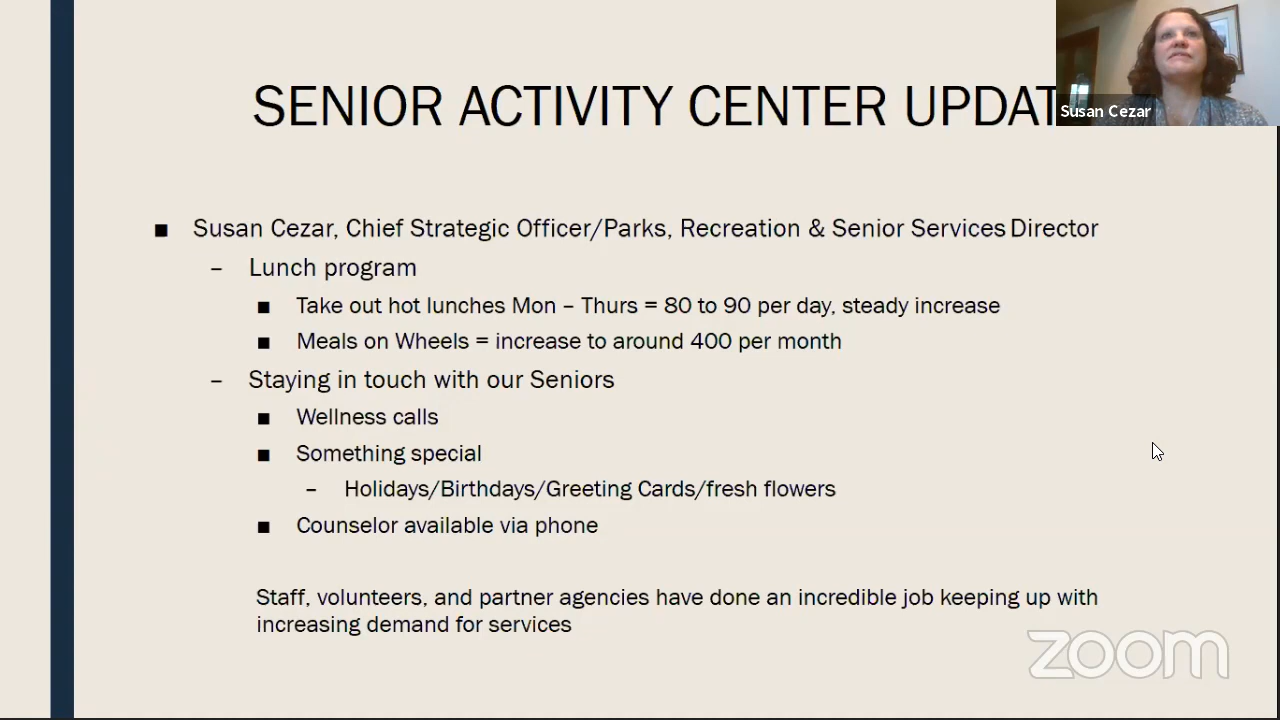 SENIOR ACTIVITY CENTER UPDAT
Susan Cezar
■ Susan Cezar, Chief Strategic Officer/Parks, Recreation & Senior Services Director
– Lunch program
■ Take out hot lunches Mon – Thurs = 80 to 90 per day, steady increase
■ Meals on Wheels = increase to around 400 per month
– Staying in touch with our Seniors
■ Wellness calls
■ Something special
– Holidays/Birthdays/Greeting Cards/fresh flowers
■ Counselor available via phone
Staff, volunteers, and partner agencies have done an incredible job keeping up with
increasing demand for services
zoom